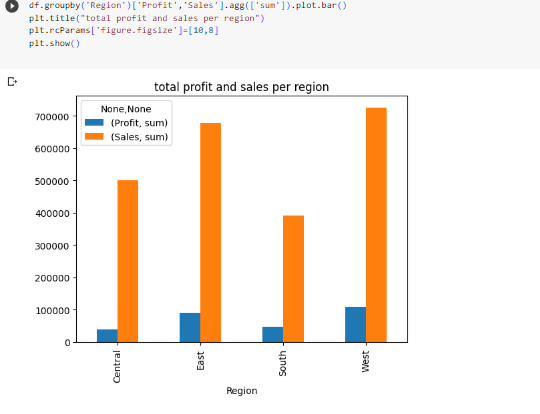 df.groupby('Region')['Profit','Sales'].agg(['sum']).plot.bar()
plt.title("total profit and sales per region")
plt.rcParams['figure.figsize']=[10,8]
plt.show()
total profit and sales per region
None,None
(Profit, sum)
(Sales, sum)
700000
600000
500000
400000
300000
200000
100000
0
Central
East
South
West
Region